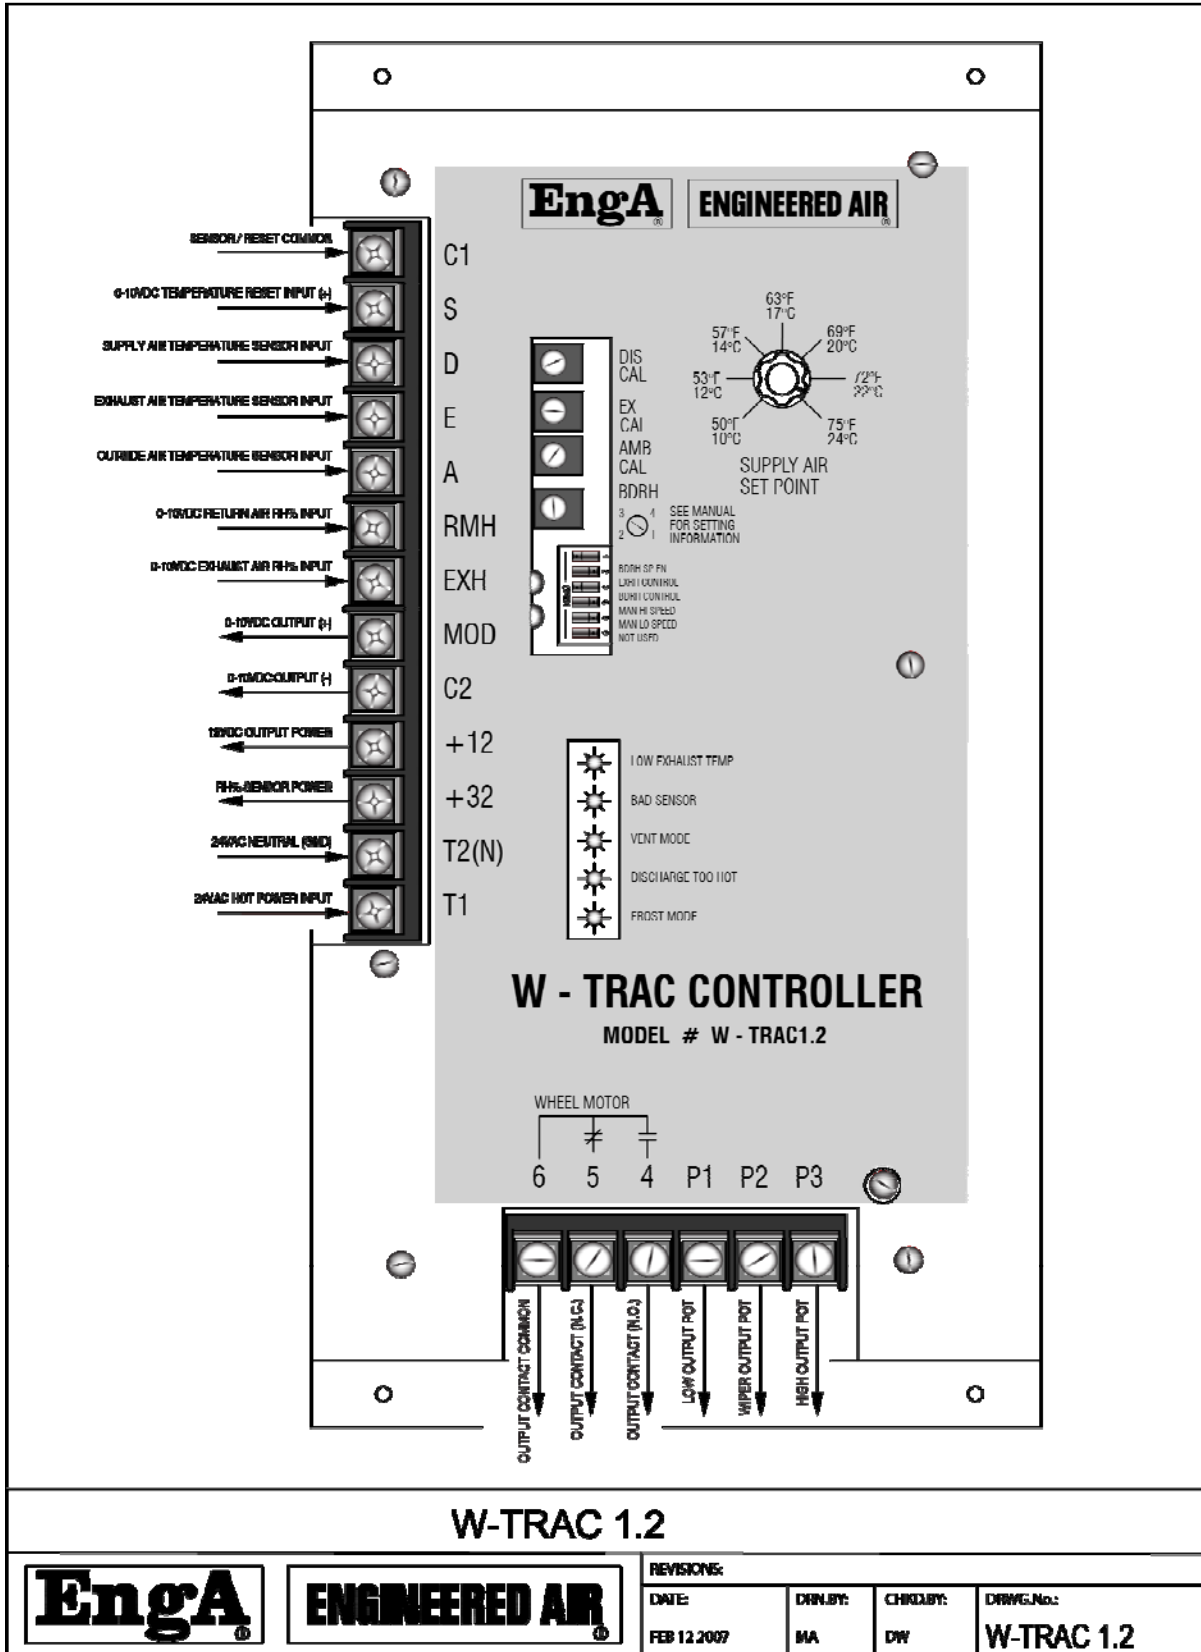 EngA ®
ENGINEERED AIR ®
SENSOR / RESET COMMON
C1
0-10VDC TEMPERATURE RESET INPUT (+)
S
SUPPLY AIR TEMPERATURE SENSOR INPUT
D
EXHAUST AIR TEMPERATURE SENSOR INPUT
E
OUTSIDE AIR TEMPERATURE SENSOR INPUT
A
0-10VDC RETURN AIR RH% INPUT
RMH
0-10VDC EXHAUST AIR RH% INPUT
EXH
0-10VDC OUTPUT (+)
MOD
0-10VDC OUTPUT (-)
C2
12VDC OUTPUT POWER
+12
RH% SENSOR POWER
+32
24VAC NEUTRAL (GND)
T2(N)
24VAC HOT POWER INPUT
T1
DIS
CAL
EX
CAL
AMB
CAL
BDRH
3 4
2 1
SEE MANUAL
FOR SETTING
INFORMATION
63°F
17°C
57°F
14°C
69°F
20°C
53°F
12°C
72°F
22°C
50°F
10°C
75°F
24°C
SUPPLY AIR
SET POINT
OPEN
BDRH SP EN
EXRH CONTROL
BDRH CONTROL
MAN HI SPEED
MAN LO SPEED
NOT USED
LOW EXHAUST TEMP
BAD SENSOR
VENT MODE
DISCHARGE TOO HOT
FROST MODE
W - TRAC CONTROLLER
MODEL # W - TRAC1.2
WHEEL MOTOR
6 5 4 P1 P2 P3
OUTPUT CONTACT COMMON
OUTPUT CONTACT (N.C.)
OUTPUT CONTACT (N.O.)
LOW OUTPUT POT
WIPER OUTPUT POT
HIGH OUTPUT POT
W-TRAC 1.2
EngA ®
ENGINEERED AIR ®
REVISIONS:
DATE: DRN.BY: CHKD.BY: DRWG.No.:
FEB 12 2007 MA DW W-TRAC 1.2